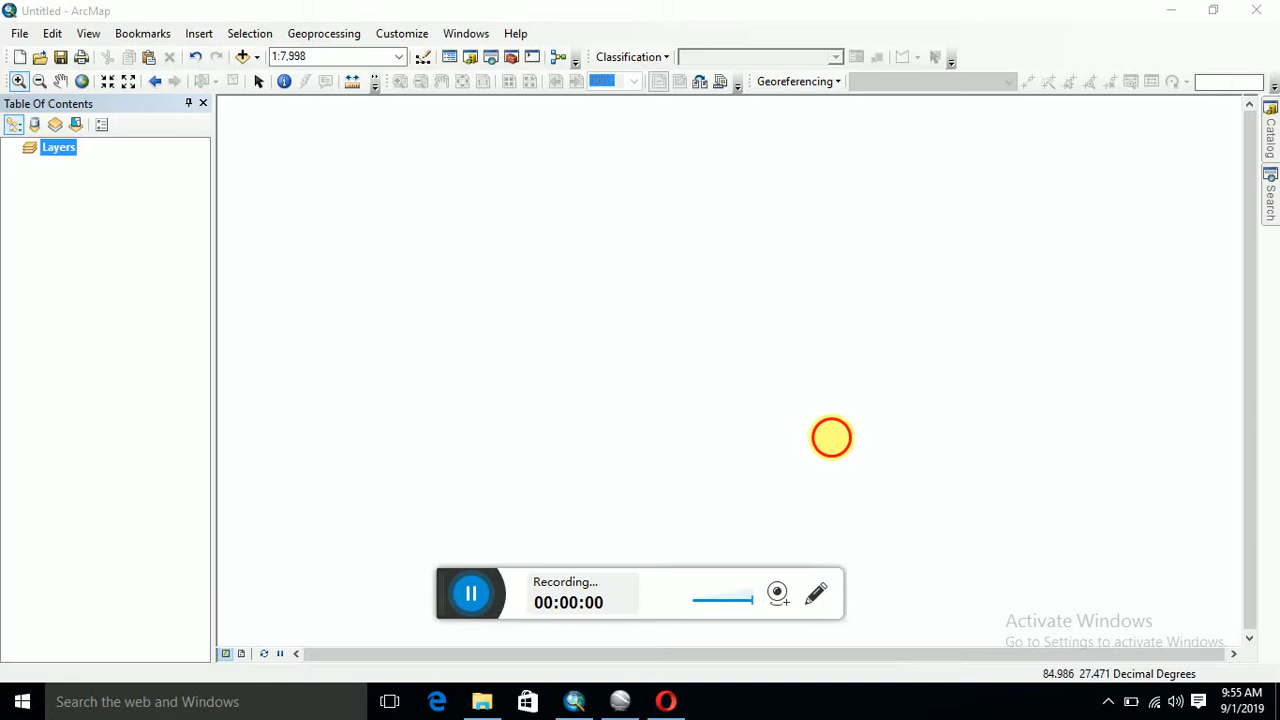 Untitled - ArcMap
File Edit View Bookmarks Insert Selection Geoprocessing Customize Windows Help
1:7,998 Classification
100% Georeferencing
Table Of Contents
Layers
Catalog
Search
Recording...
00:00:00
Activate Windows
Go to Settings to activate Windows.
84.986 27.471 Decimal Degrees
Search the web and Windows
9:55 AM
9/1/2019